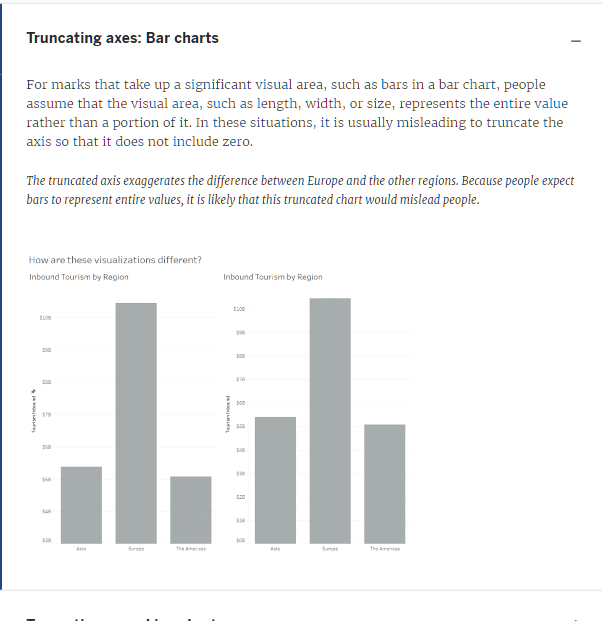 Truncating axes: Bar charts
For marks that take up a significant visual area, such as bars in a bar chart, people
assume that the visual area, such as length, width, or size, represents the entire value
rather than a portion of it. In these situations, it is usually misleading to truncate the
axis so that it does not include zero.
The truncated axis exaggerates the difference between Europe and the other regions. Because people expect
bars to represent entire values, it is likely that this truncated chart would mislead people.
How are these visualizations different?
Inbound Tourism by Region
Inbound Tourism by Region
Tourism Inbound
Asia
Europe
The Americas
Tourism Inbound
Asia
Europe
The Americas